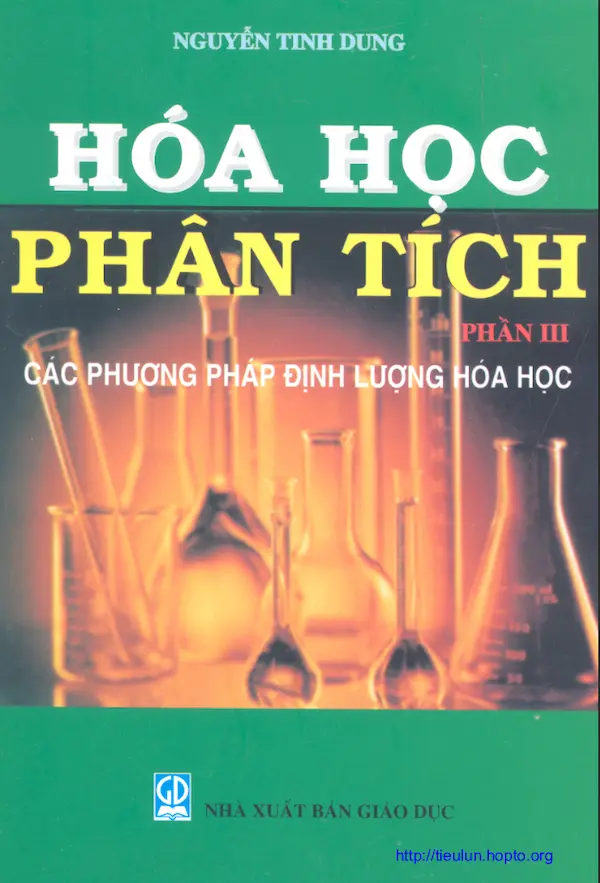 NGUYỄN TINH DUNG
HÓA HỌC
PHÂN TÍCH
PHẦN III
CÁC PHƯƠNG PHÁP ĐỊNH LƯỢNG HÓA HỌC
GD
NHÀ XUẤT BẢN GIÁO DỤC
http://tieulun.hopto.org